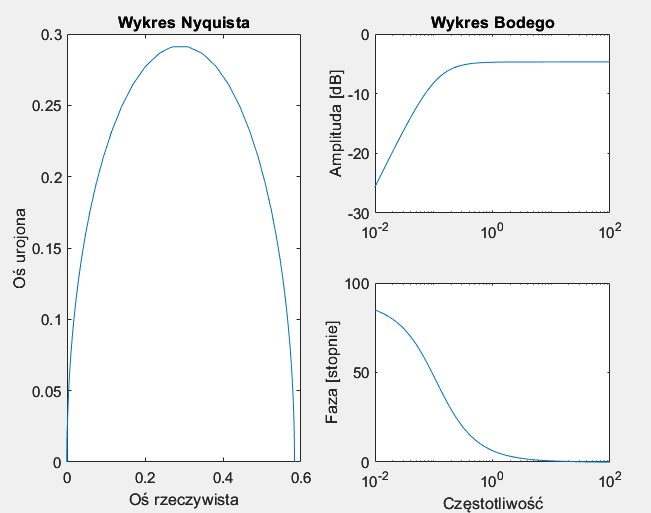 Wykres Nyquista
0.3
0.25
0.2
0.15
0.1
0.05
0
0 0.2 0.4 0.6
Oś urojona
Oś rzeczywista
Wykres Bodego
0
-10
-20
-30
10^-2 10^0 10^2
Amplituda [dB]
100
50
0
10^-2 10^0 10^2
Faza [stopnie]
Częstotliwość